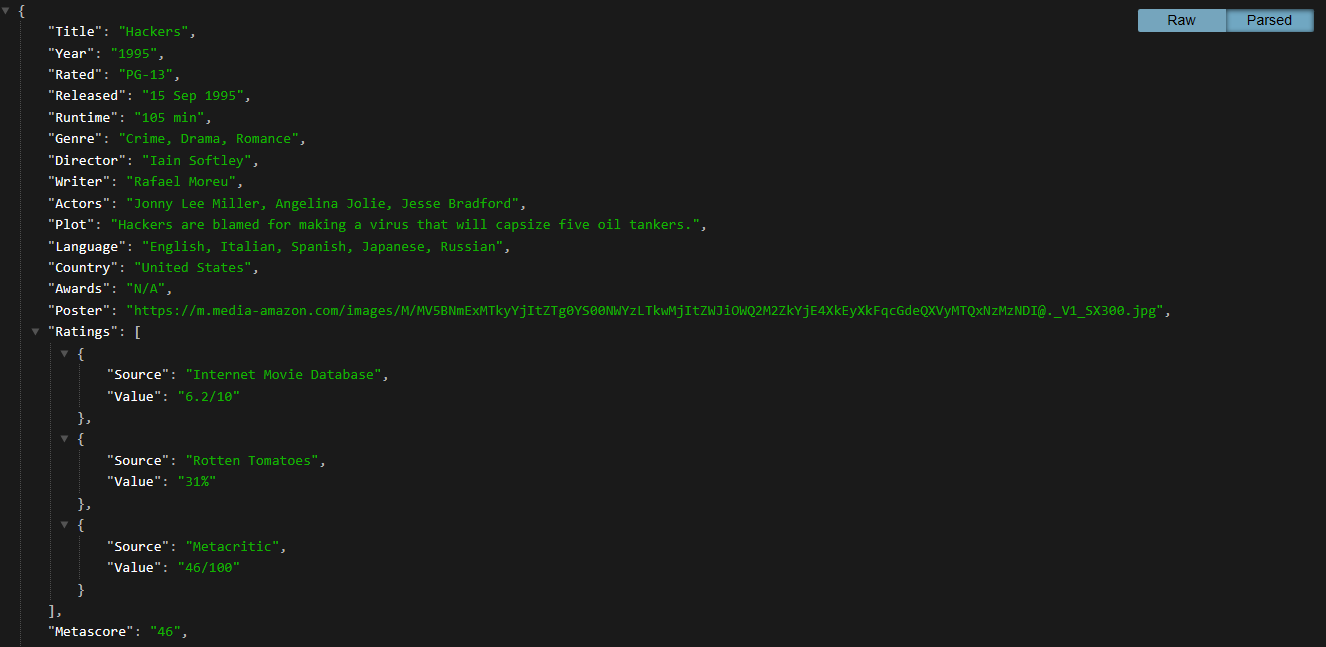 Raw Parsed
{
"Title": "Hackers",
"Year": "1995",
"Rated": "PG-13",
"Released": "15 Sep 1995",
"Runtime": "105 min",
"Genre": "Crime, Drama, Romance",
"Director": "Iain Softley",
"Writer": "Rafael Moreu",
"Actors": "Jonny Lee Miller, Angelina Jolie, Jesse Bradford",
"Plot": "Hackers are blamed for making a virus that will capsize five oil tankers.",
"Language": "English, Italian, Spanish, Japanese, Russian",
"Country": "United States",
"Awards": "N/A",
"Poster": "https://m.media-amazon.com/images/M/MV5BNmExMTkyYjItZTg0YS00NWYzLTkwMjItZWJiOWQ2M2ZkYjE4XkEyXkFqcGdeQXVyMTQxNzMzNDI@._V1_SX300.jpg",
"Ratings": [
{
"Source": "Internet Movie Database",
"Value": "6.2/10"
},
{
"Source": "Rotten Tomatoes",
"Value": "31%"
},
{
"Source": "Metacritic",
"Value": "46/100"
}
],
"Metascore": "46",